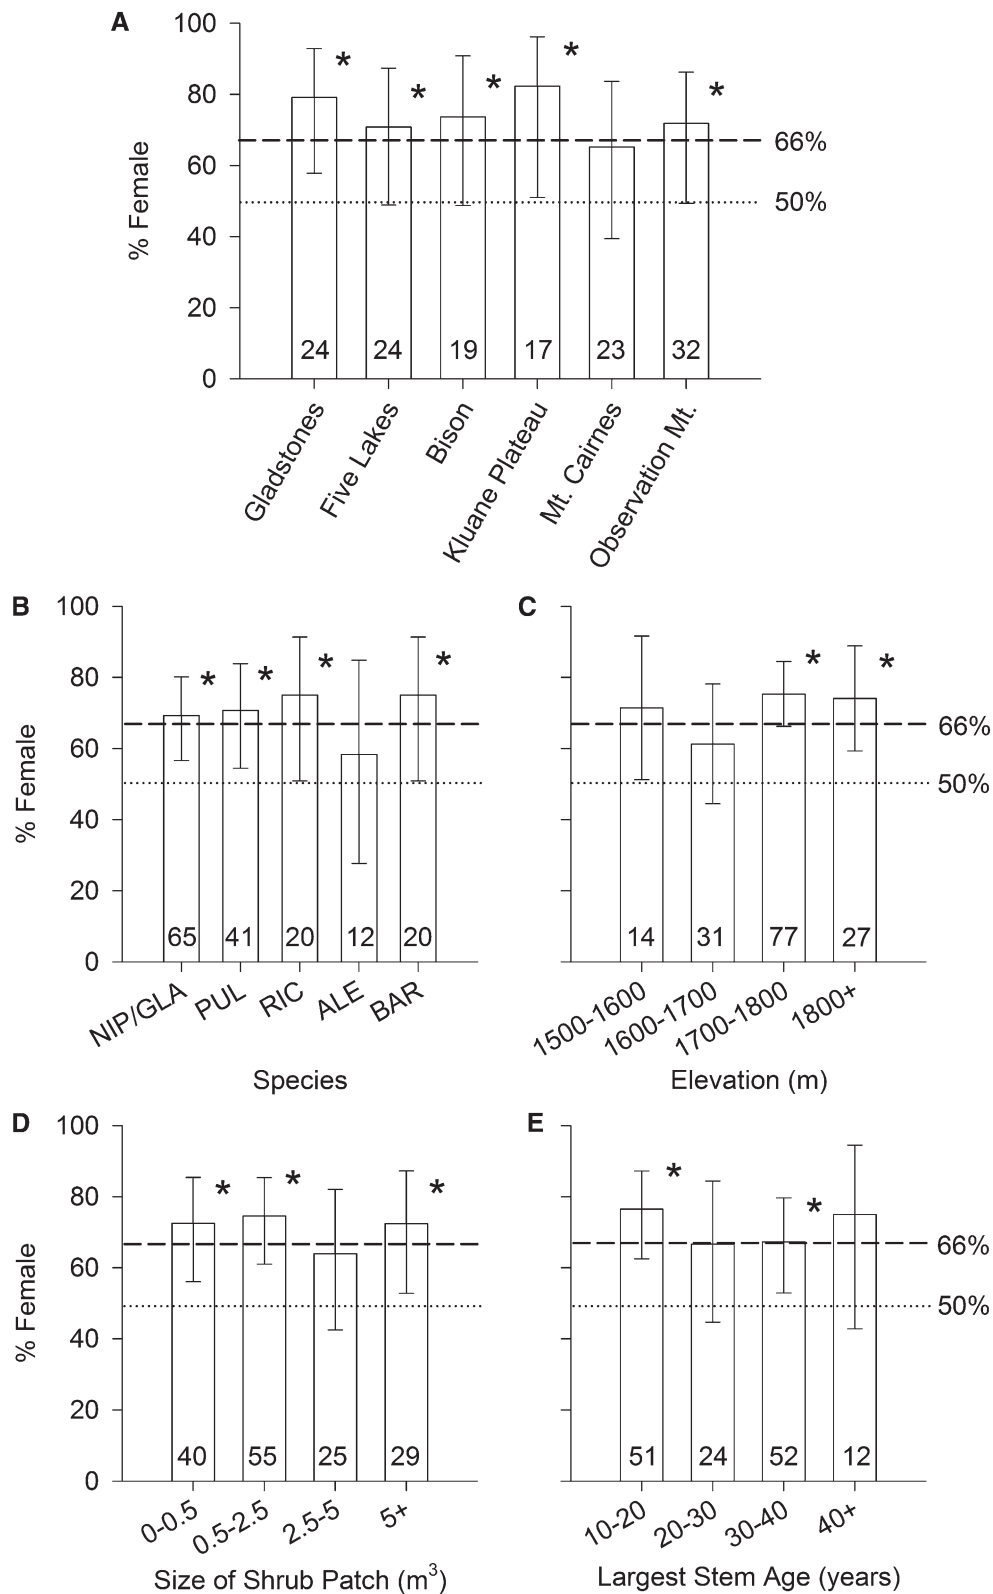 A
100
80
60
40
20
0
% Female
* * * * *
66%
50%
24 24 19 17 23 32
Gladstones
Five Lakes
Bison
Kluane Plateau
Mt. Cairnes
Observation Mt.
B
100
80
60
40
20
0
% Female
* * * *
65 41 20 12 20
NIP/GLA
PUL
RIC
ALE
BAR
Species
C
* *
66%
50%
14 31 77 27
1500-1600
1600-1700
1700-1800
1800+
Elevation (m)
D
100
80
60
40
20
0
% Female
* * *
40 55 25 29
0-0.5
0.5-2.5
2.5-5
5+
Size of Shrub Patch (m³)
E
* *
66%
50%
51 24 52 12
10-20
20-30
30-40
40+
Largest Stem Age (years)